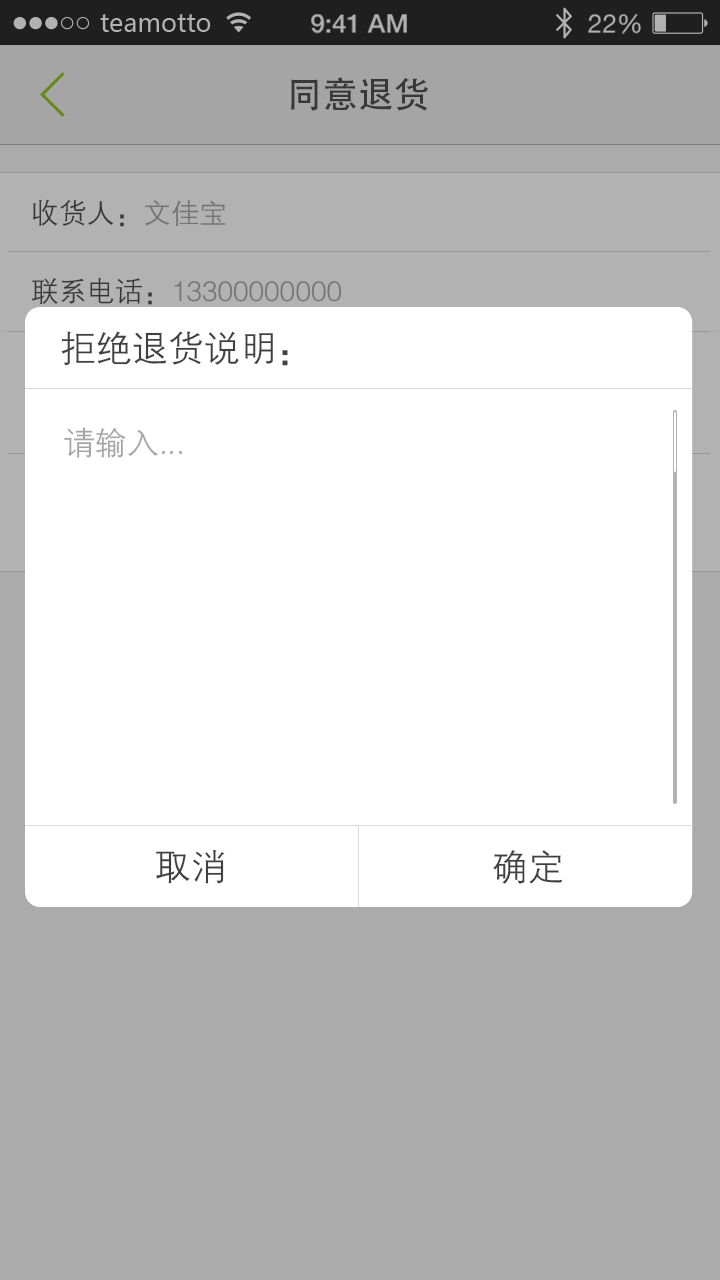 ●●●○○ teamotto 9:41 AM 22%
同意退货
收货人：文佳宝
联系电话：13300000000
拒绝退货说明：
请输入...
取消 确定